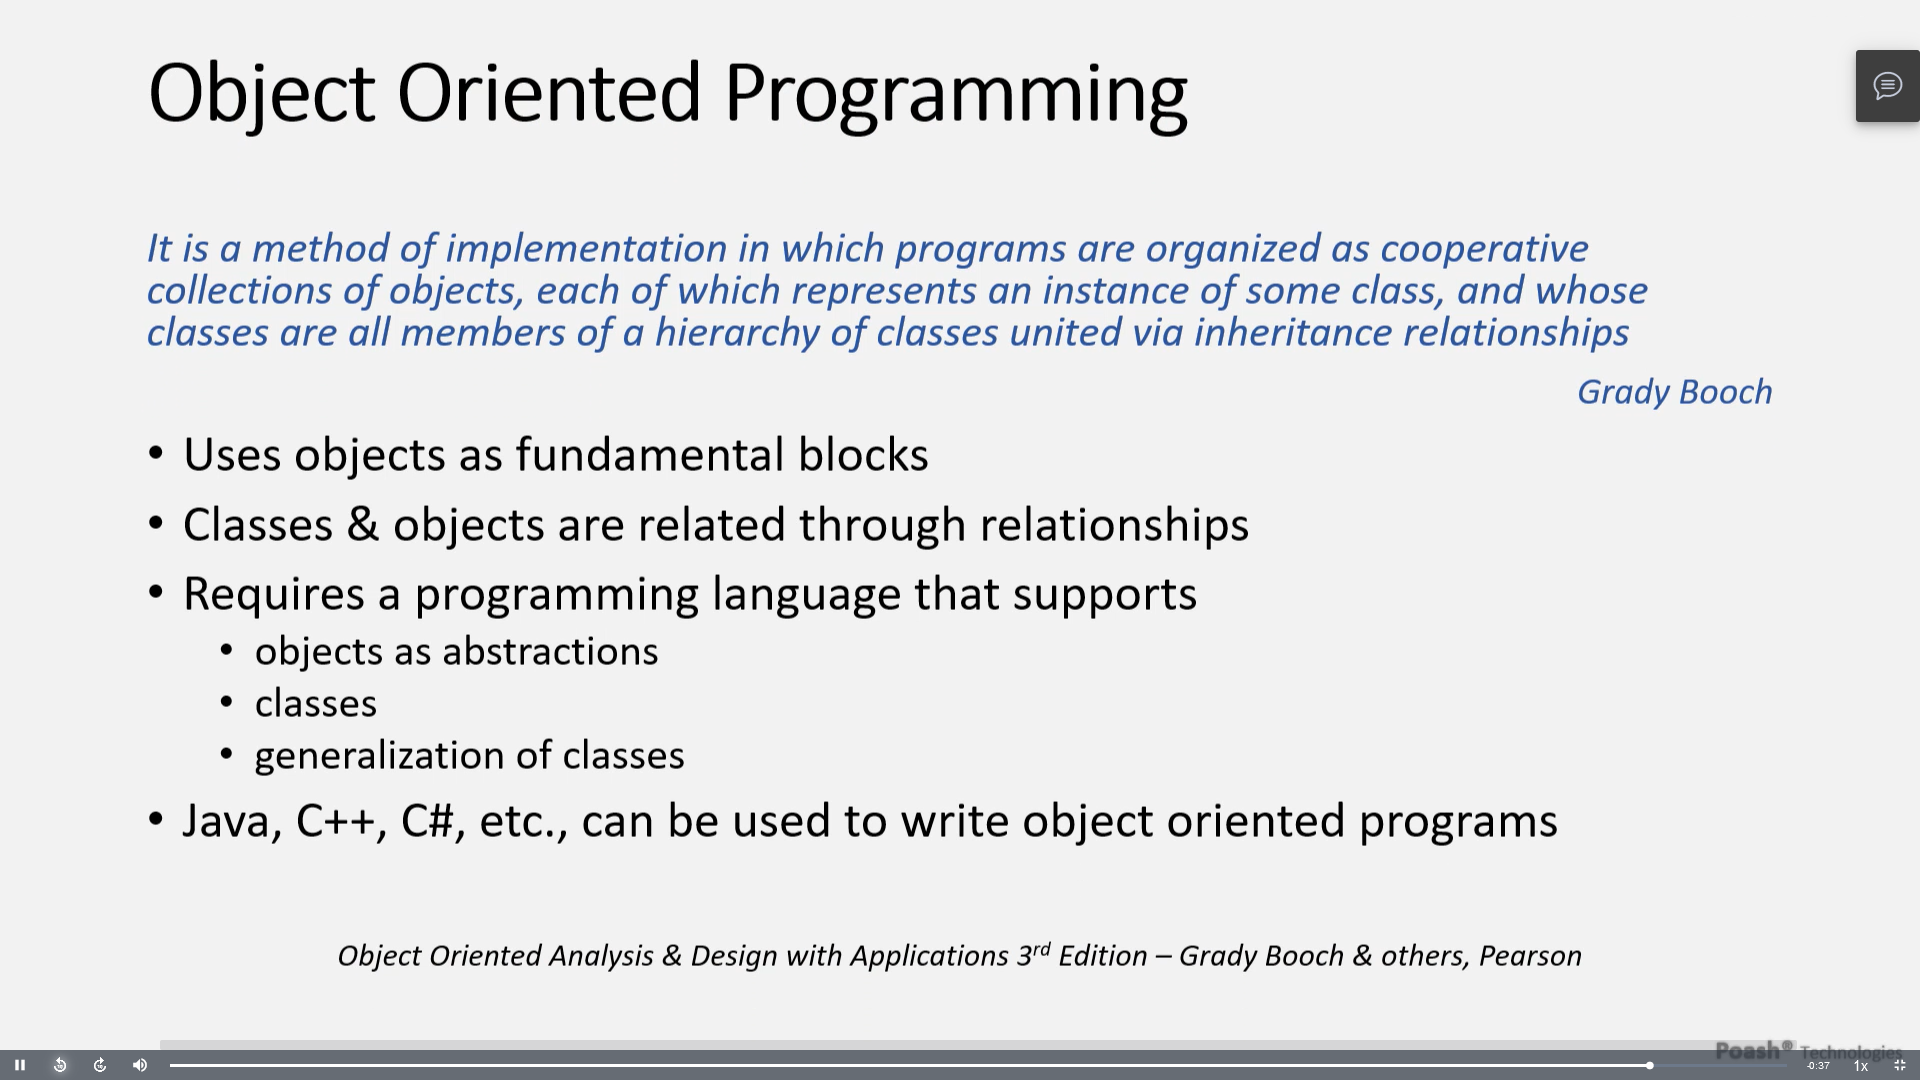 Object Oriented Programming
It is a method of implementation in which programs are organized as cooperative
collections of objects, each of which represents an instance of some class, and whose
classes are all members of a hierarchy of classes united via inheritance relationships
Grady Booch
• Uses objects as fundamental blocks
• Classes & objects are related through relationships
• Requires a programming language that supports
• objects as abstractions
• classes
• generalization of classes
• Java, C++, C#, etc., can be used to write object oriented programs
Object Oriented Analysis & Design with Applications 3rd Edition – Grady Booch & others, Pearson
Poash® Technologies
-0:37 1x